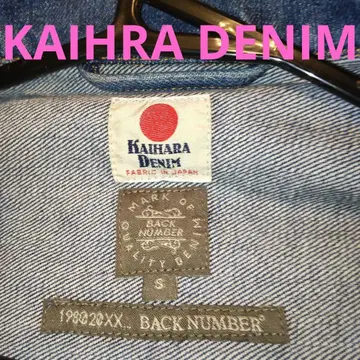 KAIHRA DENIM
KAIHARA
DENIM
FABRIC IN JAPAN
MARK OF
BACK
NUMBER
QUALITY DENIM
S
BACK NUMBER